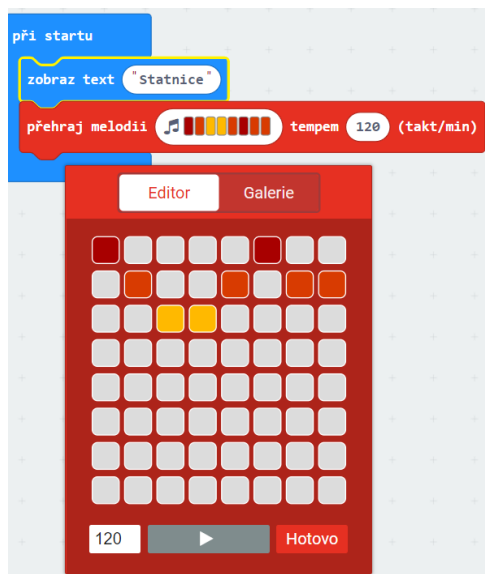 při startu
zobraz text "Statnice"
přehraj melodii tempem 120 (takt/min)
Editor Galerie
120 Hotovo